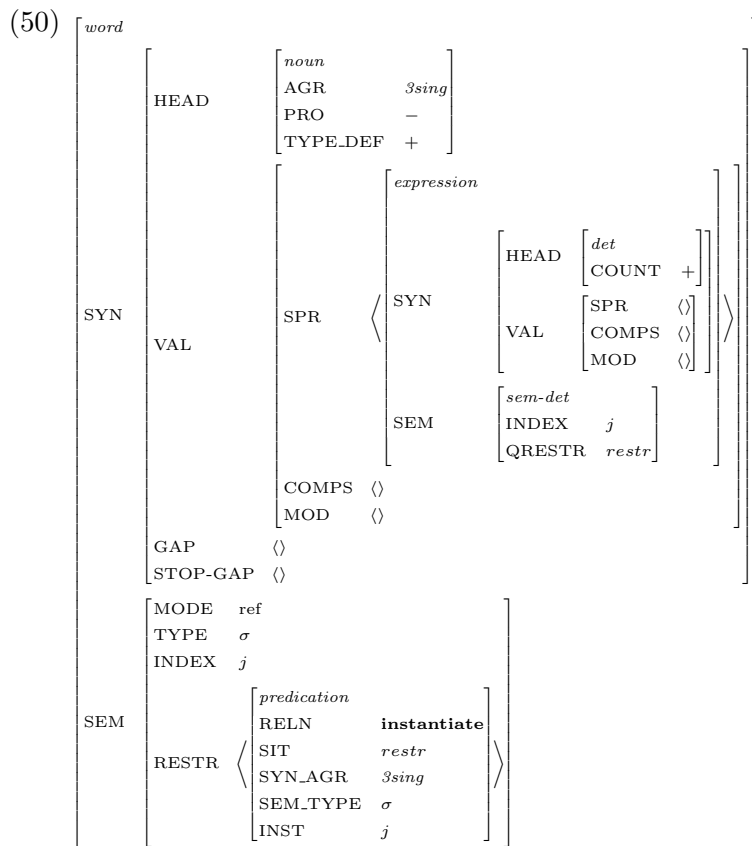 (50)
word
noun
AGR 3sing
HEAD
PRO −
TYPE_DEF +
expression
HEAD det
COUNT +
SYN
SPR ⟨⟩
SYN VAL SPR VAL COMPS ⟨⟩
MOD ⟨⟩
sem-det
SEM INDEX j
QRESTR restr
COMPS ⟨⟩
MOD ⟨⟩
GAP ⟨⟩
STOP-GAP ⟨⟩
MODE ref
TYPE σ
INDEX j
predication
RELN instantiate
SEM
SIT restr
RESTR
SYN_AGR 3sing
SEM_TYPE σ
INST j